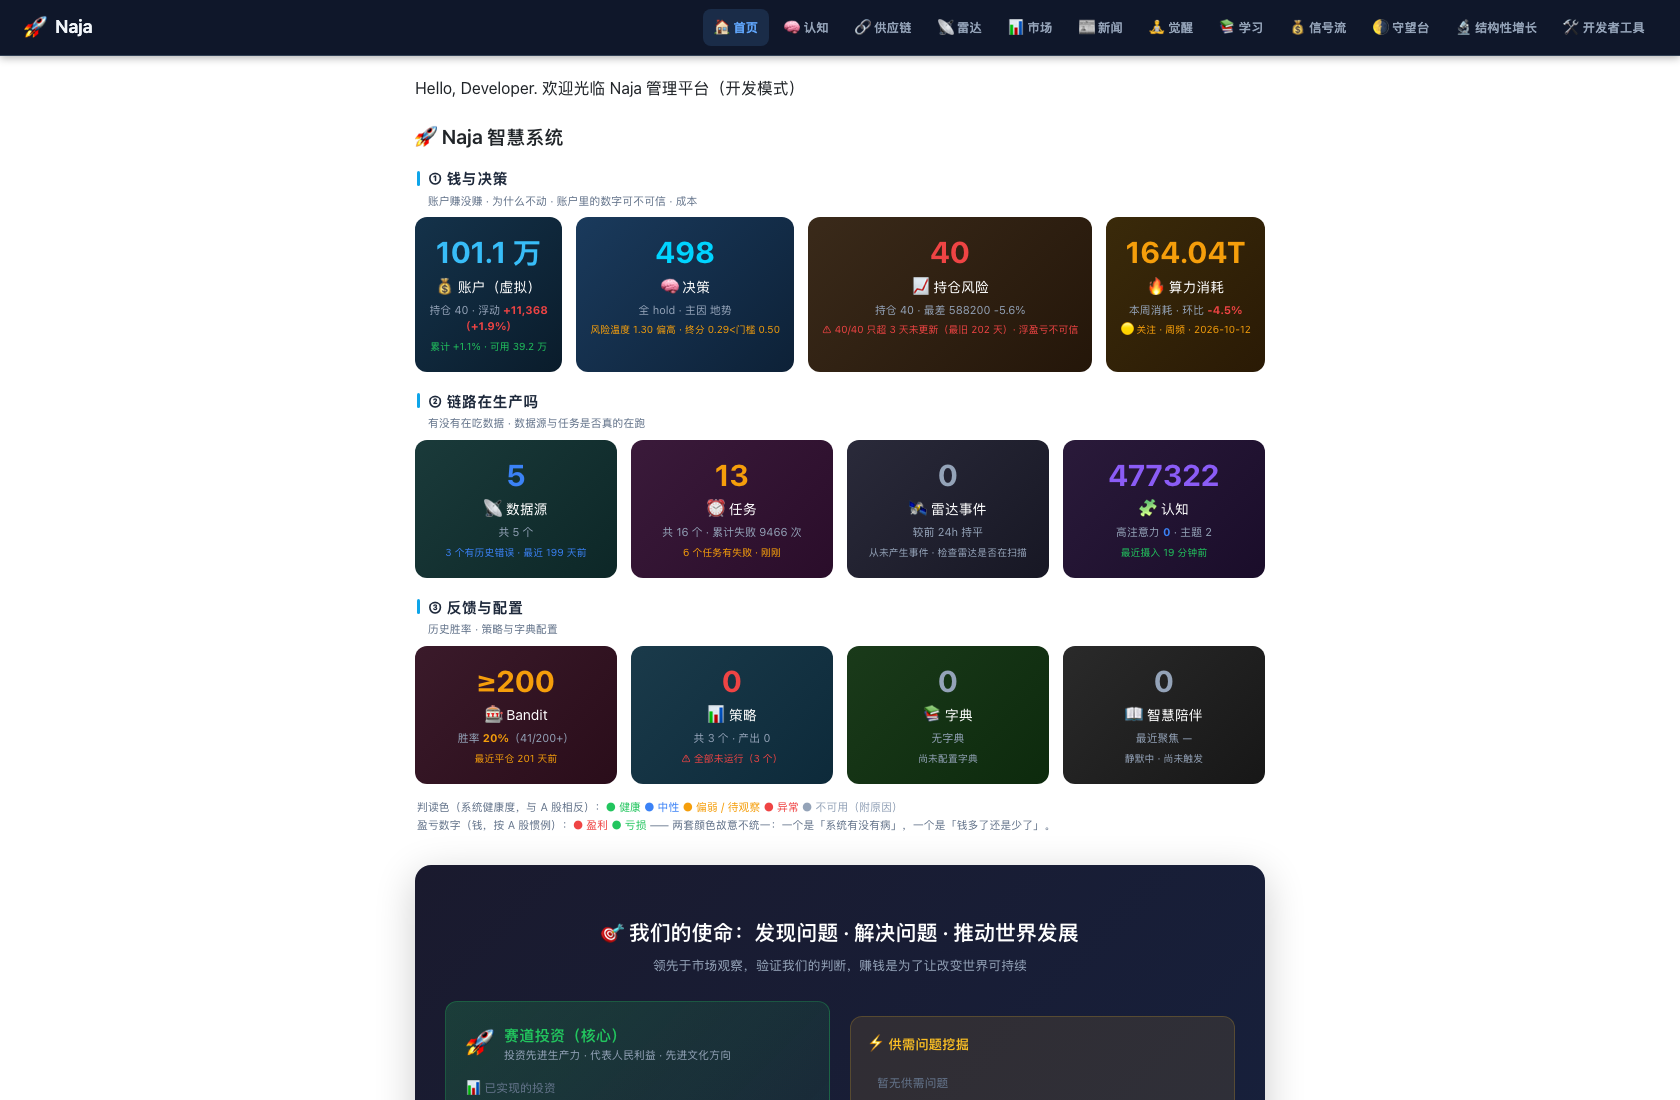 🚀 Naja
🏠 首页 🧠 认知 🔗 供应链 📡 雷达 📊 市场 📰 新闻 🧘 觉醒 📚 学习 💰 信号流 🌗 守望台 🔬 结构性增长 🛠️ 开发者工具
Hello, Developer. 欢迎光临 Naja 管理平台（开发模式）
🚀 Naja 智慧系统
① 钱与决策
账户赚没赚 · 为什么不动 · 账户里的数字可不可信 · 成本
101.1 万
💰 账户（虚拟）
持仓 40 · 浮动 +11,368
(+1.9%)
累计 +1.1% · 可用 39.2 万
498
🧠 决策
全 hold · 主因 地势
风险温度 1.30 偏高 · 终分 0.29<门槛 0.50
40
📈 持仓风险
持仓 40 · 最差 588200 -5.6%
⚠ 40/40 只超 3 天未更新（最旧 202 天）· 浮盈亏不可信
164.04T
🔥 算力消耗
本周消耗 · 环比 -4.5%
🟡 关注 · 周频 · 2026-10-12
② 链路在生产吗
有没有在吃数据 · 数据源与任务是否真的在跑
5
📡 数据源
共 5 个
3 个有历史错误 · 最近 199 天前
13
⏰ 任务
共 16 个 · 累计失败 9466 次
6 个任务有失败 · 刚刚
0
🛰️ 雷达事件
较前 24h 持平
从未产生事件 · 检查雷达是否在扫描
477322
🧩 认知
高注意力 0 · 主题 2
最近摄入 19 分钟前
③ 反馈与配置
历史胜率 · 策略与字典配置
≥200
🎰 Bandit
胜率 20%（41/200+）
最近平仓 201 天前
0
📊 策略
共 3 个 · 产出 0
⚠ 全部未运行（3 个）
0
📚 字典
无字典
尚未配置字典
0
📖 智慧陪伴
最近聚焦 —
静默中 · 尚未触发
判读色（系统健康度，与 A 股相反）： ● 健康 ● 中性 ● 偏弱 / 待观察 ● 异常 ● 不可用（附原因）
盈亏数字（钱，按 A 股惯例）： ● 盈利 ● 亏损 —— 两套颜色故意不统一：一个是「系统有没有病」，一个是「钱多了还是少了」。
🎯 我们的使命：发现问题 · 解决问题 · 推动世界发展
领先于市场观察，验证我们的判断，赚钱是为了让改变世界可持续
🚀 赛道投资（核心）
投资先进生产力 · 代表人民利益 · 先进文化方向
📊 已实现的投资
⚡ 供需问题挖掘
暂无供需问题